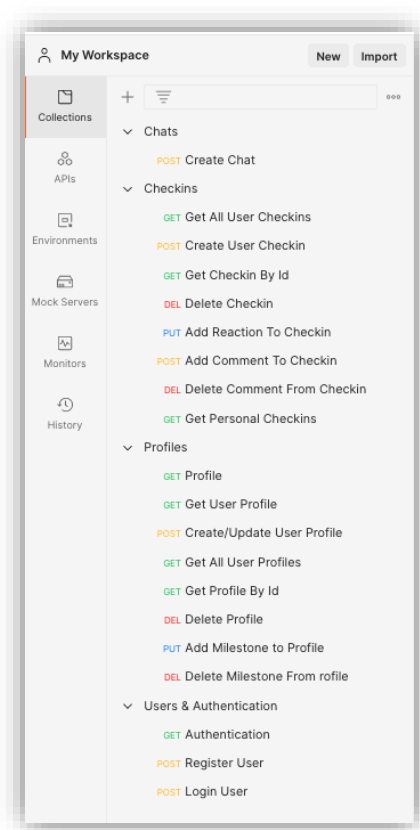 My Workspace New Import
Collections
Chats
POST Create Chat
APIs
Checkins
GET Get All User Checkins
Environments
POST Create User Checkin
GET Get Checkin By Id
Mock Servers
DEL Delete Checkin
PUT Add Reaction To Checkin
Monitors
POST Add Comment To Checkin
DEL Delete Comment From Checkin
History
GET Get Personal Checkins
Profiles
GET Profile
GET Get User Profile
POST Create/Update User Profile
GET Get All User Profiles
GET Get Profile By Id
DEL Delete Profile
PUT Add Milestone to Profile
DEL Delete Milestone From rofile
Users & Authentication
GET Authentication
POST Register User
POST Login User